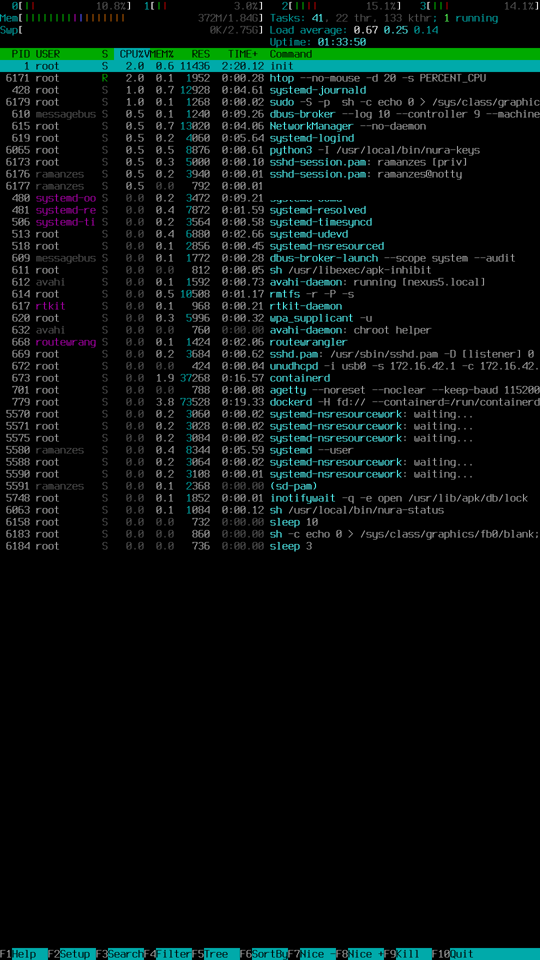 0[|| 10.8%] 1[|| 3.0%] 2[|||| 15.1%] 3[||| 14.1%]
Mem[|||||||||||||||||||| 372M/1.84G] Tasks: 41, 22 thr, 133 kthr; 1 running
Swp[ 0K/2.75G] Load average: 0.67 0.25 0.14
Uptime: 01:33:50
PID USER S CPU%▽MEM% RES TIME+ Command
1 root S 2.0 0.6 11436 2:20.12 init
6171 root R 2.0 0.1 1952 0:00.28 htop --no-mouse -d 20 -s PERCENT_CPU
428 root S 1.0 0.7 12928 0:04.61 systemd-journald
6179 root S 1.0 0.1 1268 0:00.02 sudo -S -p sh -c echo 0 > /sys/class/graphic
610 messagebus S 0.5 0.1 1240 0:09.26 dbus-broker --log 10 --controller 9 --machine
615 root S 0.5 0.7 13020 0:04.06 NetworkManager --no-daemon
619 root S 0.5 0.2 4060 0:05.64 systemd-logind
6065 root S 0.5 0.5 8876 0:00.61 python3 -I /usr/local/bin/nura-keys
6173 root S 0.5 0.3 5000 0:00.10 sshd-session.pam: ramanzes [priv]
6176 ramanzes S 0.5 0.2 3940 0:00.01 sshd-session.pam: ramanzes@notty
6177 ramanzes S 0.5 0.0 792 0:00.01
480 systemd-oo S 0.0 0.2 3472 0:09.21
481 systemd-re S 0.0 0.4 7872 0:01.59 systemd-resolved
506 systemd-ti S 0.0 0.2 3564 0:00.58 systemd-timesyncd
513 root S 0.0 0.4 6880 0:02.66 systemd-udevd
518 root S 0.0 0.1 2856 0:00.45 systemd-nsresourced
609 messagebus S 0.0 0.1 1772 0:00.28 dbus-broker-launch --scope system --audit
611 root S 0.0 0.0 812 0:00.05 sh /usr/libexec/apk-inhibit
612 avahi S 0.0 0.1 1592 0:00.73 avahi-daemon: running [nexus5.local]
614 root S 0.0 0.5 10508 0:01.17 rmtfs -r -P -s
617 rtkit S 0.0 0.1 968 0:00.21 rtkit-daemon
620 root S 0.0 0.3 5996 0:00.32 wpa_supplicant -u
632 avahi S 0.0 0.0 760 0:00.00 avahi-daemon: chroot helper
668 routewrang S 0.0 0.1 1424 0:02.06 routewrangler
669 root S 0.0 0.2 3684 0:00.62 sshd.pam: /usr/sbin/sshd.pam -D [listener] 0
672 root S 0.0 0.0 424 0:00.04 unudhcpd -i usb0 -s 172.16.42.1 -c 172.16.42.
673 root S 0.0 1.9 37268 0:16.57 containerd
701 root S 0.0 0.0 788 0:00.08 agetty --noreset --noclear --keep-baud 115200
779 root S 0.0 3.8 73528 0:19.33 dockerd -H fd:// --containerd=/run/containerd
5570 root S 0.0 0.2 3060 0:00.02 systemd-nsresourcework: waiting...
5571 root S 0.0 0.2 3028 0:00.02 systemd-nsresourcework: waiting...
5575 root S 0.0 0.2 3084 0:00.02 systemd-nsresourcework: waiting...
5580 ramanzes S 0.0 0.4 8344 0:05.59 systemd --user
5588 root S 0.0 0.2 3064 0:00.02 systemd-nsresourcework: waiting...
5590 root S 0.0 0.2 3108 0:00.01 systemd-nsresourcework: waiting...
5591 ramanzes S 0.0 0.1 2368 0:00.00 (sd-pam)
5748 root S 0.0 0.1 1852 0:00.01 inotifywait -q -e open /usr/lib/apk/db/lock
6063 root S 0.0 0.1 1084 0:00.12 sh /usr/local/bin/nura-status
6158 root S 0.0 0.0 732 0:00.00 sleep 10
6183 root S 0.0 0.0 860 0:00.00 sh -c echo 0 > /sys/class/graphics/fb0/blank;
6184 root S 0.0 0.0 736 0:00.00 sleep 3
F1Help F2Setup F3SearchF4FilterF5Tree F6SortByF7Nice -F8Nice +F9Kill F10Quit